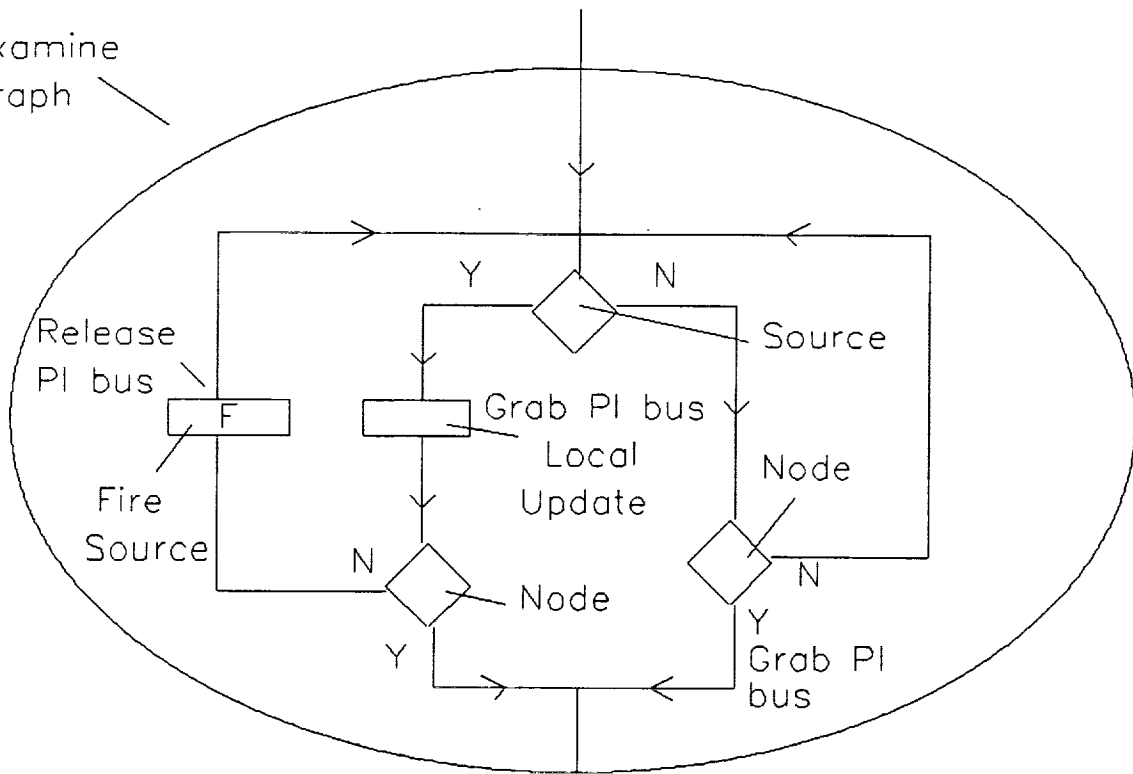 xamine
raph
Y
N
Source
Release
PI bus
F
Grab PI bus
Local
Update
Node
Fire
Source
N
N
Node
Y
Y
Grab PI
bus